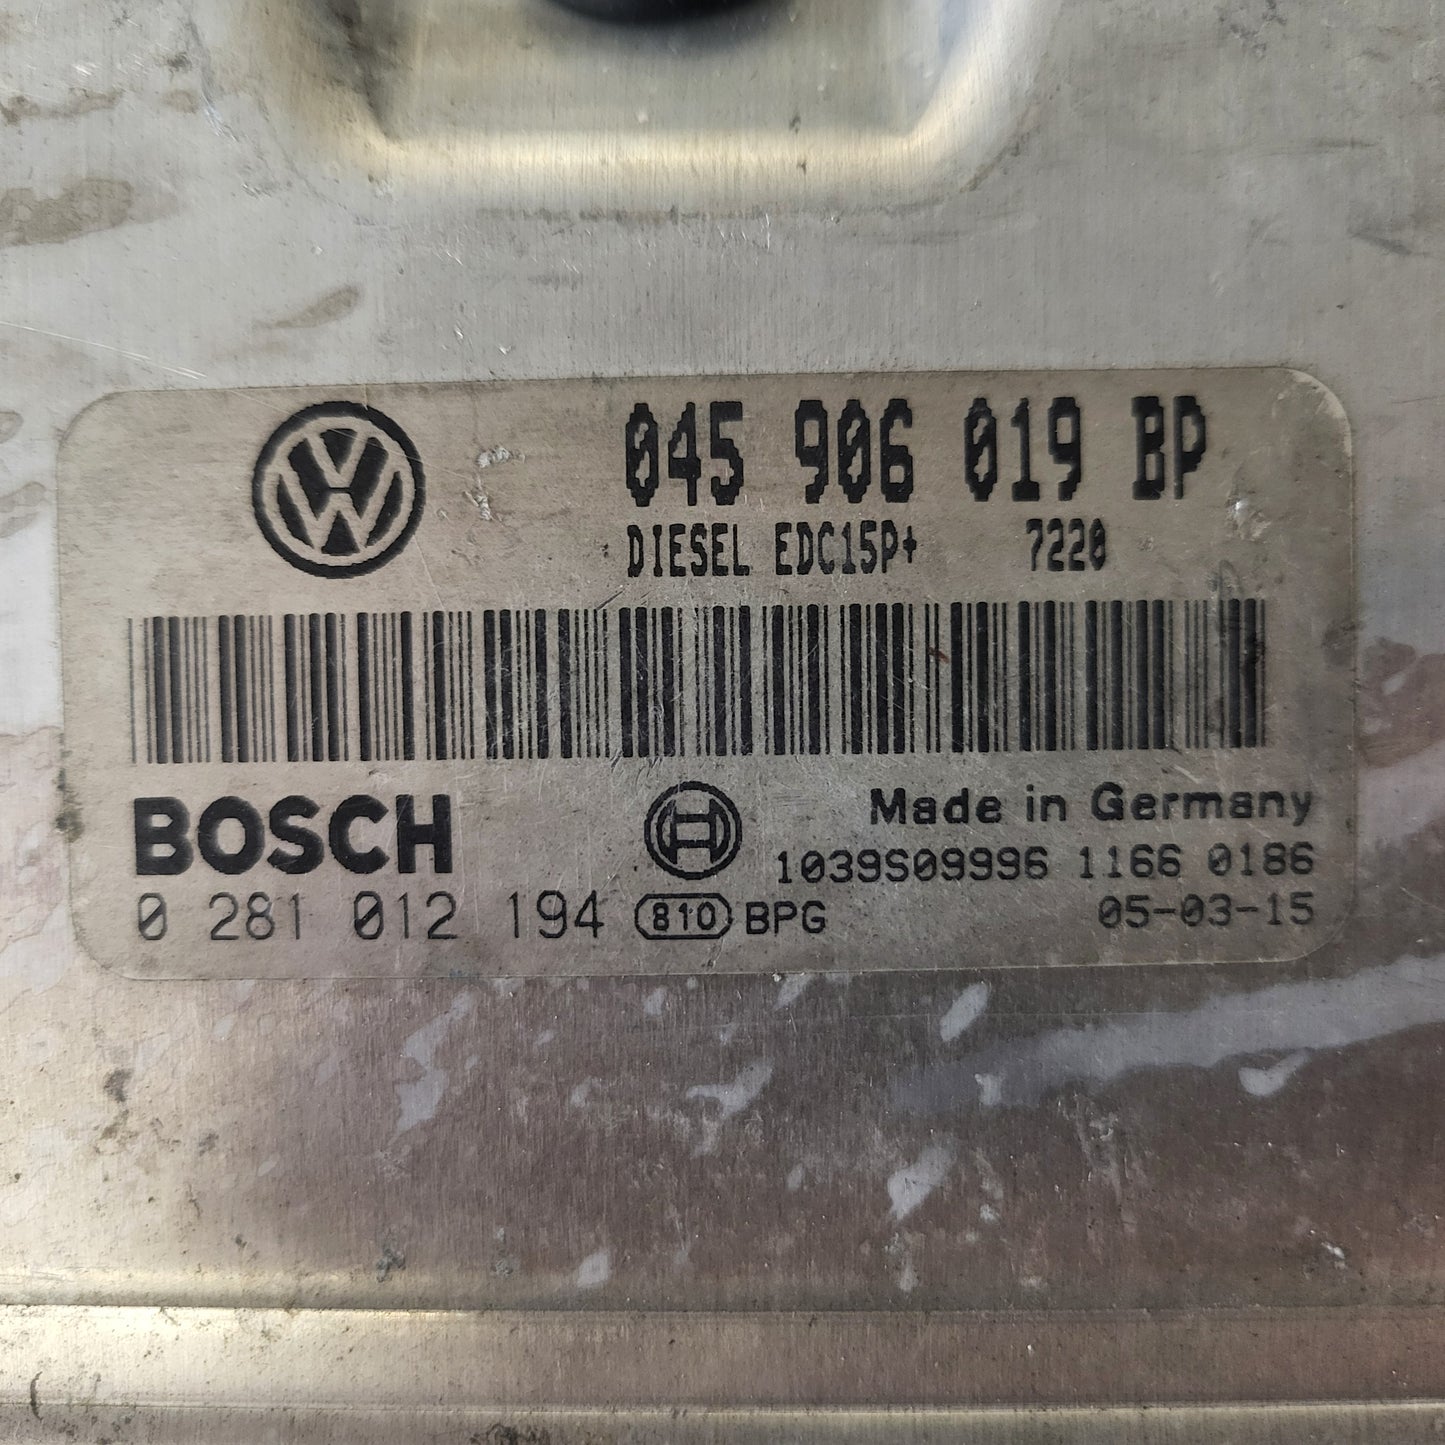 VW
045 906 019 BP
DIESEL EDC15P+ 7220
BOSCH
Made in Germany
1039S09996 1166 0186
0 281 012 194 810 BPG 05-03-15